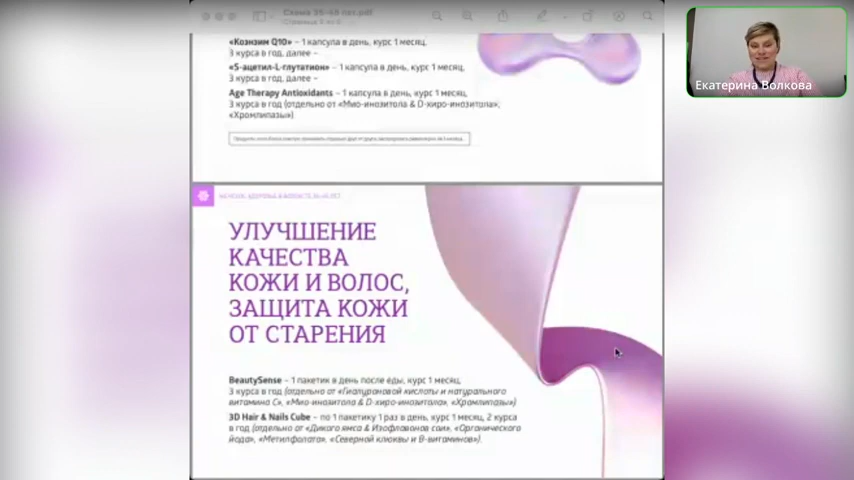 Схема 35-45 лет.pdf
«Коэнзим Q10» – 1 капсула в день, курс 1 месяц,
3 курса в год, далее –
«S-ацетил-L-глутатион» – 1 капсула в день, курс 1 месяц,
3 курса в год, далее –
Age Therapy Antioxidants – 1 капсула в день, курс 1 месяц,
3 курса в год (отдельно от «Мио-инозитола & D-хиро-инозитола»,
«Хромлипазы»)
Екатерина Волкова
УЛУЧШЕНИЕ
КАЧЕСТВА
КОЖИ И ВОЛОС,
ЗАЩИТА КОЖИ
ОТ СТАРЕНИЯ
BeautySense – 1 пакетик в день после еды, курс 1 месяц,
3 курса в год (отдельно от «Гиалуроновой кислоты и натурального
витамина С», «Мио-инозитола & D-хиро-инозитола», «Хромлипазы»)
3D Hair & Nails Cube – по 1 пакетику 1 раз в день, курс 1 месяц, 2 курса
в год (отдельно от «Дикого ямса & Изофлавонов сои», «Органического
йода», «Метилфолата», «Северной клюквы и В-витаминов»).